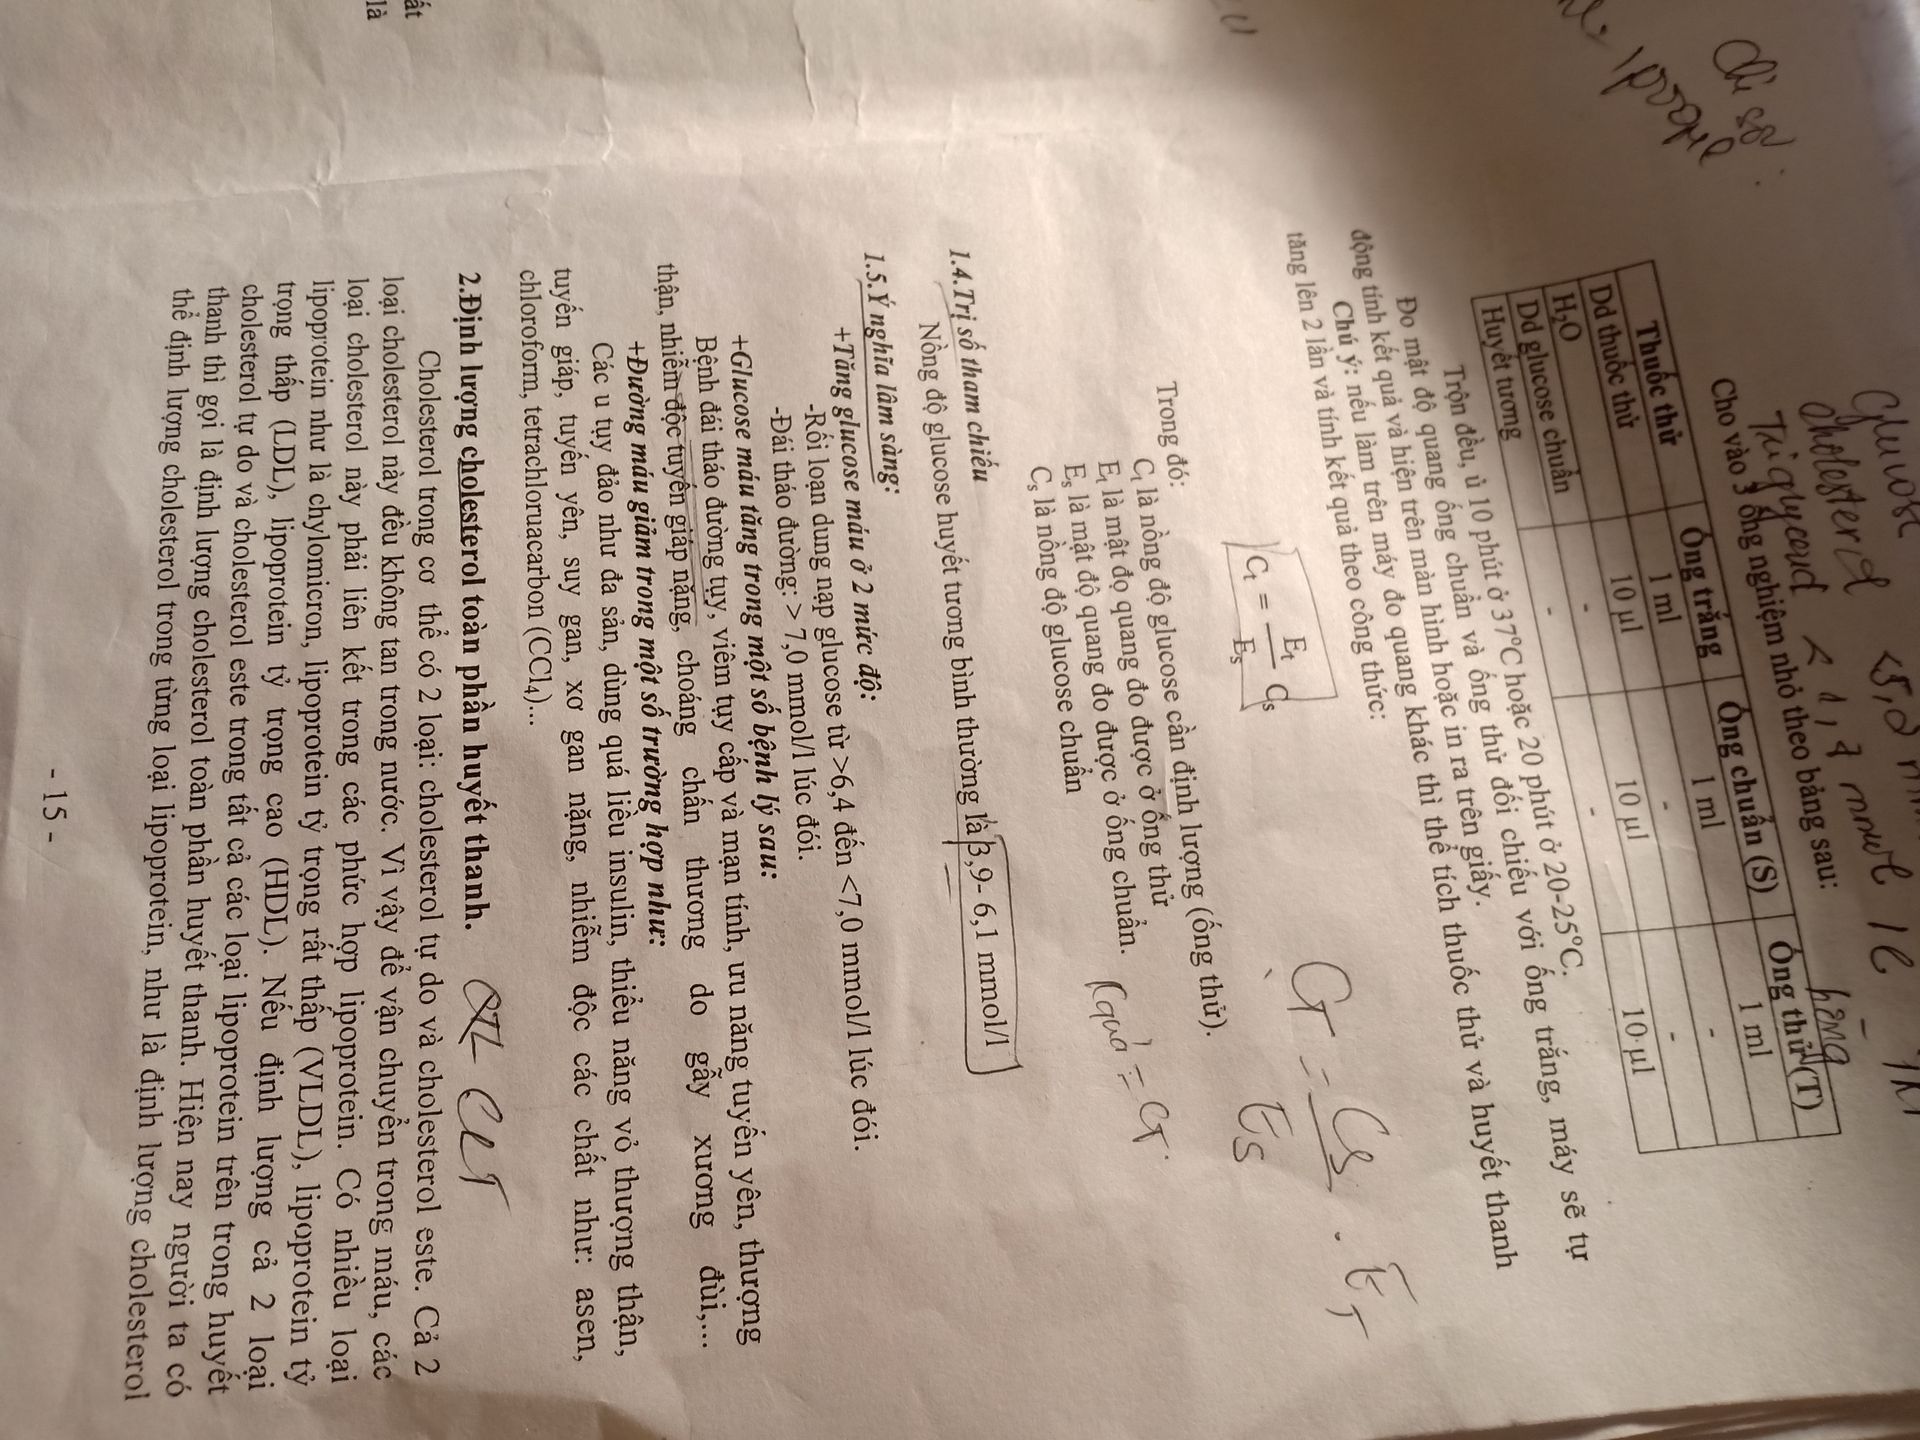 chỉ số:
Glucose <5,
Cholesterid
Triglycerid < 1,7 mmol/l
Cho vào 3 ống nghiệm nhỏ theo bảng sau:
hàng
Thuốc thử | Ống trắng | Ống chuẩn (S) | Ống thử (T)
Dd thuốc thử | 1 ml | 1 ml | 1 ml
H₂O | 10 µl | - | -
Dd glucose chuẩn | - | 10 µl | -
Huyết tương | - | - | 10 µl
Trộn đều, ủ 10 phút ở 37°C hoặc 20 phút ở 20-25°C.
Đo mật độ quang ống chuẩn và ống thử đối chiếu với ống trắng, máy sẽ tự
động tính kết quả và hiện trên màn hình hoặc in ra trên giấy.
Chú ý: nếu làm trên máy đo quang khác thì thể tích thuốc thử và huyết thanh
tăng lên 2 lần và tính kết quả theo công thức:
Cₜ = Eₜ / Eₛ Cₛ
CT = Cs / Es . ET
Trong đó:
Cₜ là nồng độ glucose cần định lượng (ống thử).
Eₜ là mật đọ quang đo được ở ống thử
Eₛ là mật độ quang đo được ở ống chuẩn.
Cₛ là nồng độ glucose chuẩn
Kquả = CT
1.4.Trị số tham chiếu
Nồng độ glucose huyết tương bình thường là 3,9- 6,1 mmol/l
1.5.Ý nghĩa lâm sàng:
+Tăng glucose máu ở 2 mức độ:
-Rối loạn dung nạp glucose từ >6,4 đến <7,0 mmol/l lúc đói.
-Đái tháo đường: > 7,0 mmol/l lúc đói.
+Glucose máu tăng trong một số bệnh lý sau:
Bệnh đái tháo đường tụy, viêm tụy cấp và mạn tính, ưu năng tuyến yên, thượng
thận, nhiễm độc tuyến giáp nặng, choáng chấn thương do gẫy xương đùi,...
+Đường máu giảm trong một số trường hợp như:
Các u tụy đảo như đa sản, dùng quá liều insulin, thiểu năng vỏ thượng thận,
tuyến giáp, tuyến yên, suy gan, xơ gan nặng, nhiễm độc các chất như: asen,
chloroform, tetrachloruacarbon (CCl₄)...
2.Định lượng cholesterol toàn phần huyết thanh.
Cholesterol trong cơ thể có 2 loại: cholesterol tự do và cholesterol este. Cả 2
loại cholesterol này đều không tan trong nước. Vì vậy để vận chuyển trong máu, các
loại cholesterol này phải liên kết trong các phức hợp lipoprotein. Có nhiều loại
lipoprotein như là chylomicron, lipoprotein tỷ trọng rất thấp (VLDL), lipoprotein tỷ
trọng thấp (LDL), lipoprotein tỷ trọng cao (HDL). Nếu định lượng cả 2 loại
cholesterol tự do và cholesterol este trong tất cả các loại lipoprotein trên trong huyết
thanh thì gọi là định lượng cholesterol toàn phần huyết thanh. Hiện nay người ta có
thể định lượng cholesterol trong từng loại lipoprotein, như là định lượng cholesterol
- 15 -
ất
là